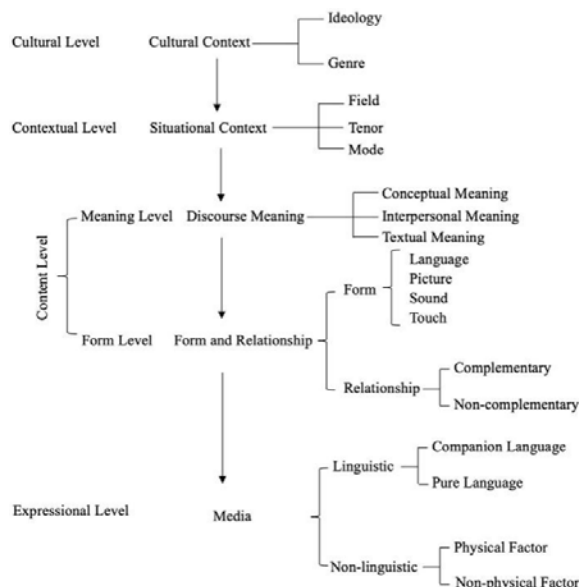 Ideology
Cultural Level Cultural Context
Genre
Field
Contextual Level Situational Context Tenor
Mode
Conceptual Meaning
Meaning Level Discourse Meaning Interpersonal Meaning
Textual Meaning
Content Level
Language
Form Picture
Sound
Touch
Form Level Form and Relationship
Complementary
Relationship
Non-complementary
Companion Language
Linguistic
Pure Language
Expressional Level Media
Physical Factor
Non-linguistic
Non-physical Factor